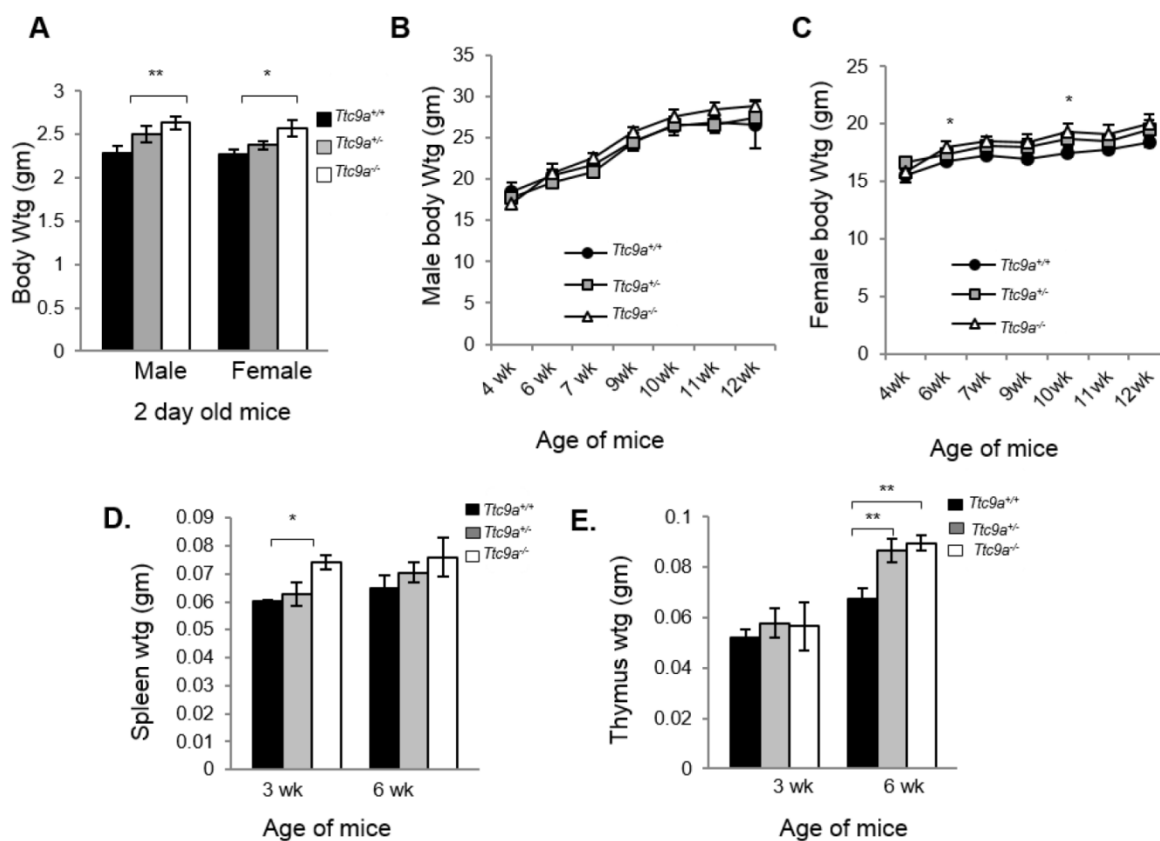 A
Body Wtg (gm)
3
2.5
2
1.5
1
0.5
0
**
*
Ttc9a+/+
Ttc9a+/-
Ttc9a-/-
Male
Female
2 day old mice
B
Male body Wtg (gm)
35
30
25
20
15
10
5
0
Ttc9a+/+
Ttc9a+/-
Ttc9a-/-
4 wk
6 wk
7 wk
9wk
10wk
11wk
12wk
Age of mice
C
Female body Wtg (gm)
25
20
15
10
5
0
*
*
Ttc9a+/+
Ttc9a+/-
Ttc9a-/-
4wk
6wk
7wk
9wk
10wk
11wk
12wk
Age of mice
D.
Spleen wtg (gm)
0.09
0.08
0.07
0.06
0.05
0.04
0.03
0.02
0.01
0
*
Ttc9a+/+
Ttc9a+/-
Ttc9a-/-
3 wk
6 wk
Age of mice
E.
Thymus wtg (gm)
0.1
0.08
0.06
0.04
0.02
0
**
**
Ttc9a+/+
Ttc9a+/-
Ttc9a-/-
3 wk
6 wk
Age of mice